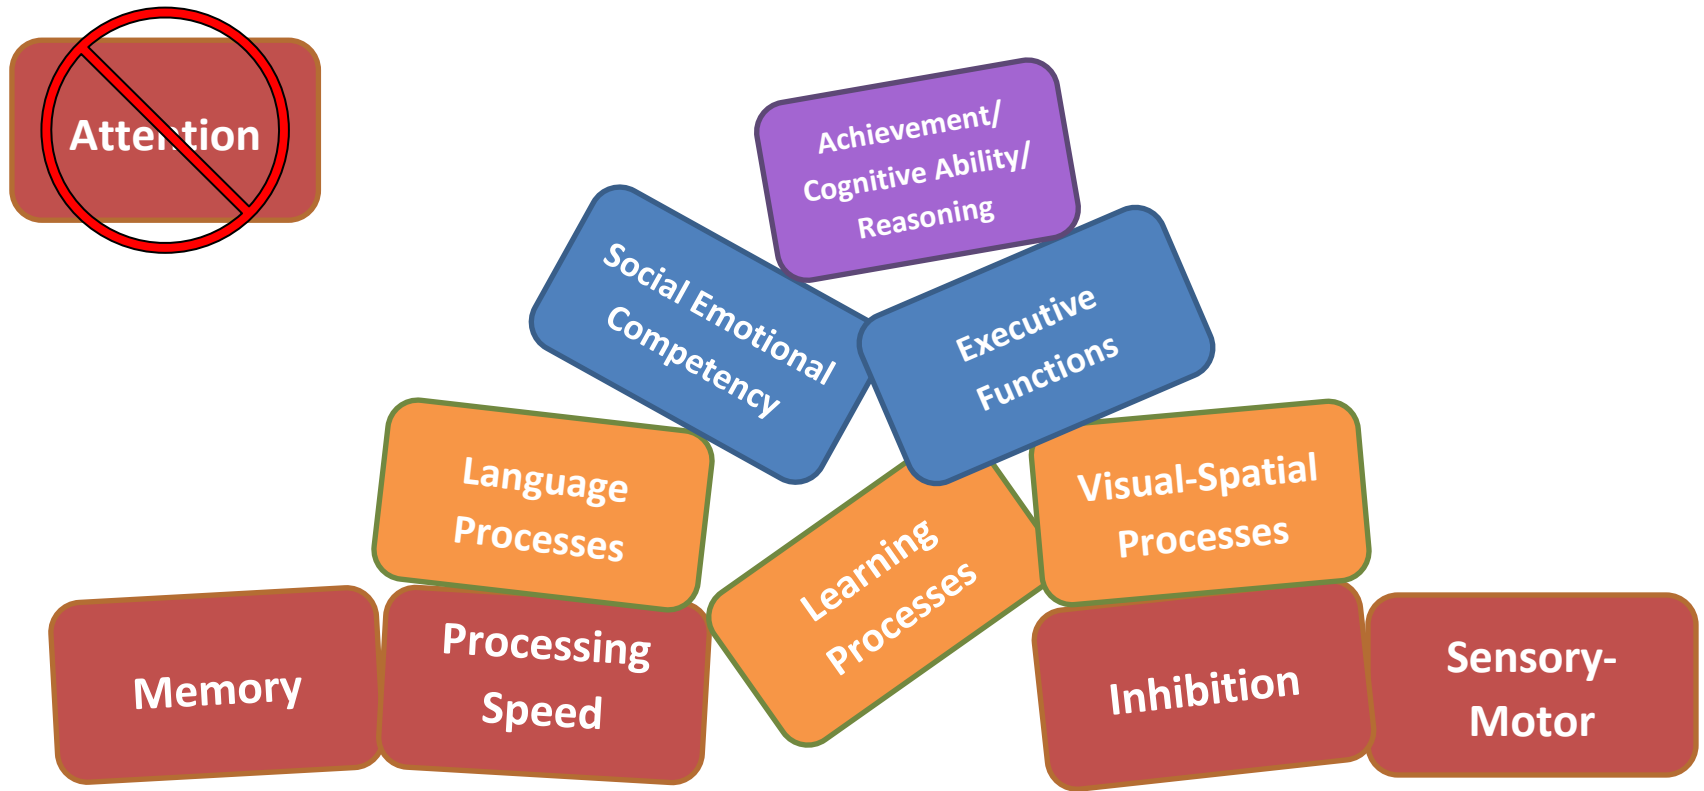 Attention
Achievement/
Cognitive Ability/
Reasoning
Social Emotional
Competency
Executive
Functions
Language
Processes
Learning
Processes
Visual-Spatial
Processes
Memory
Processing
Speed
Inhibition
Sensory-
Motor